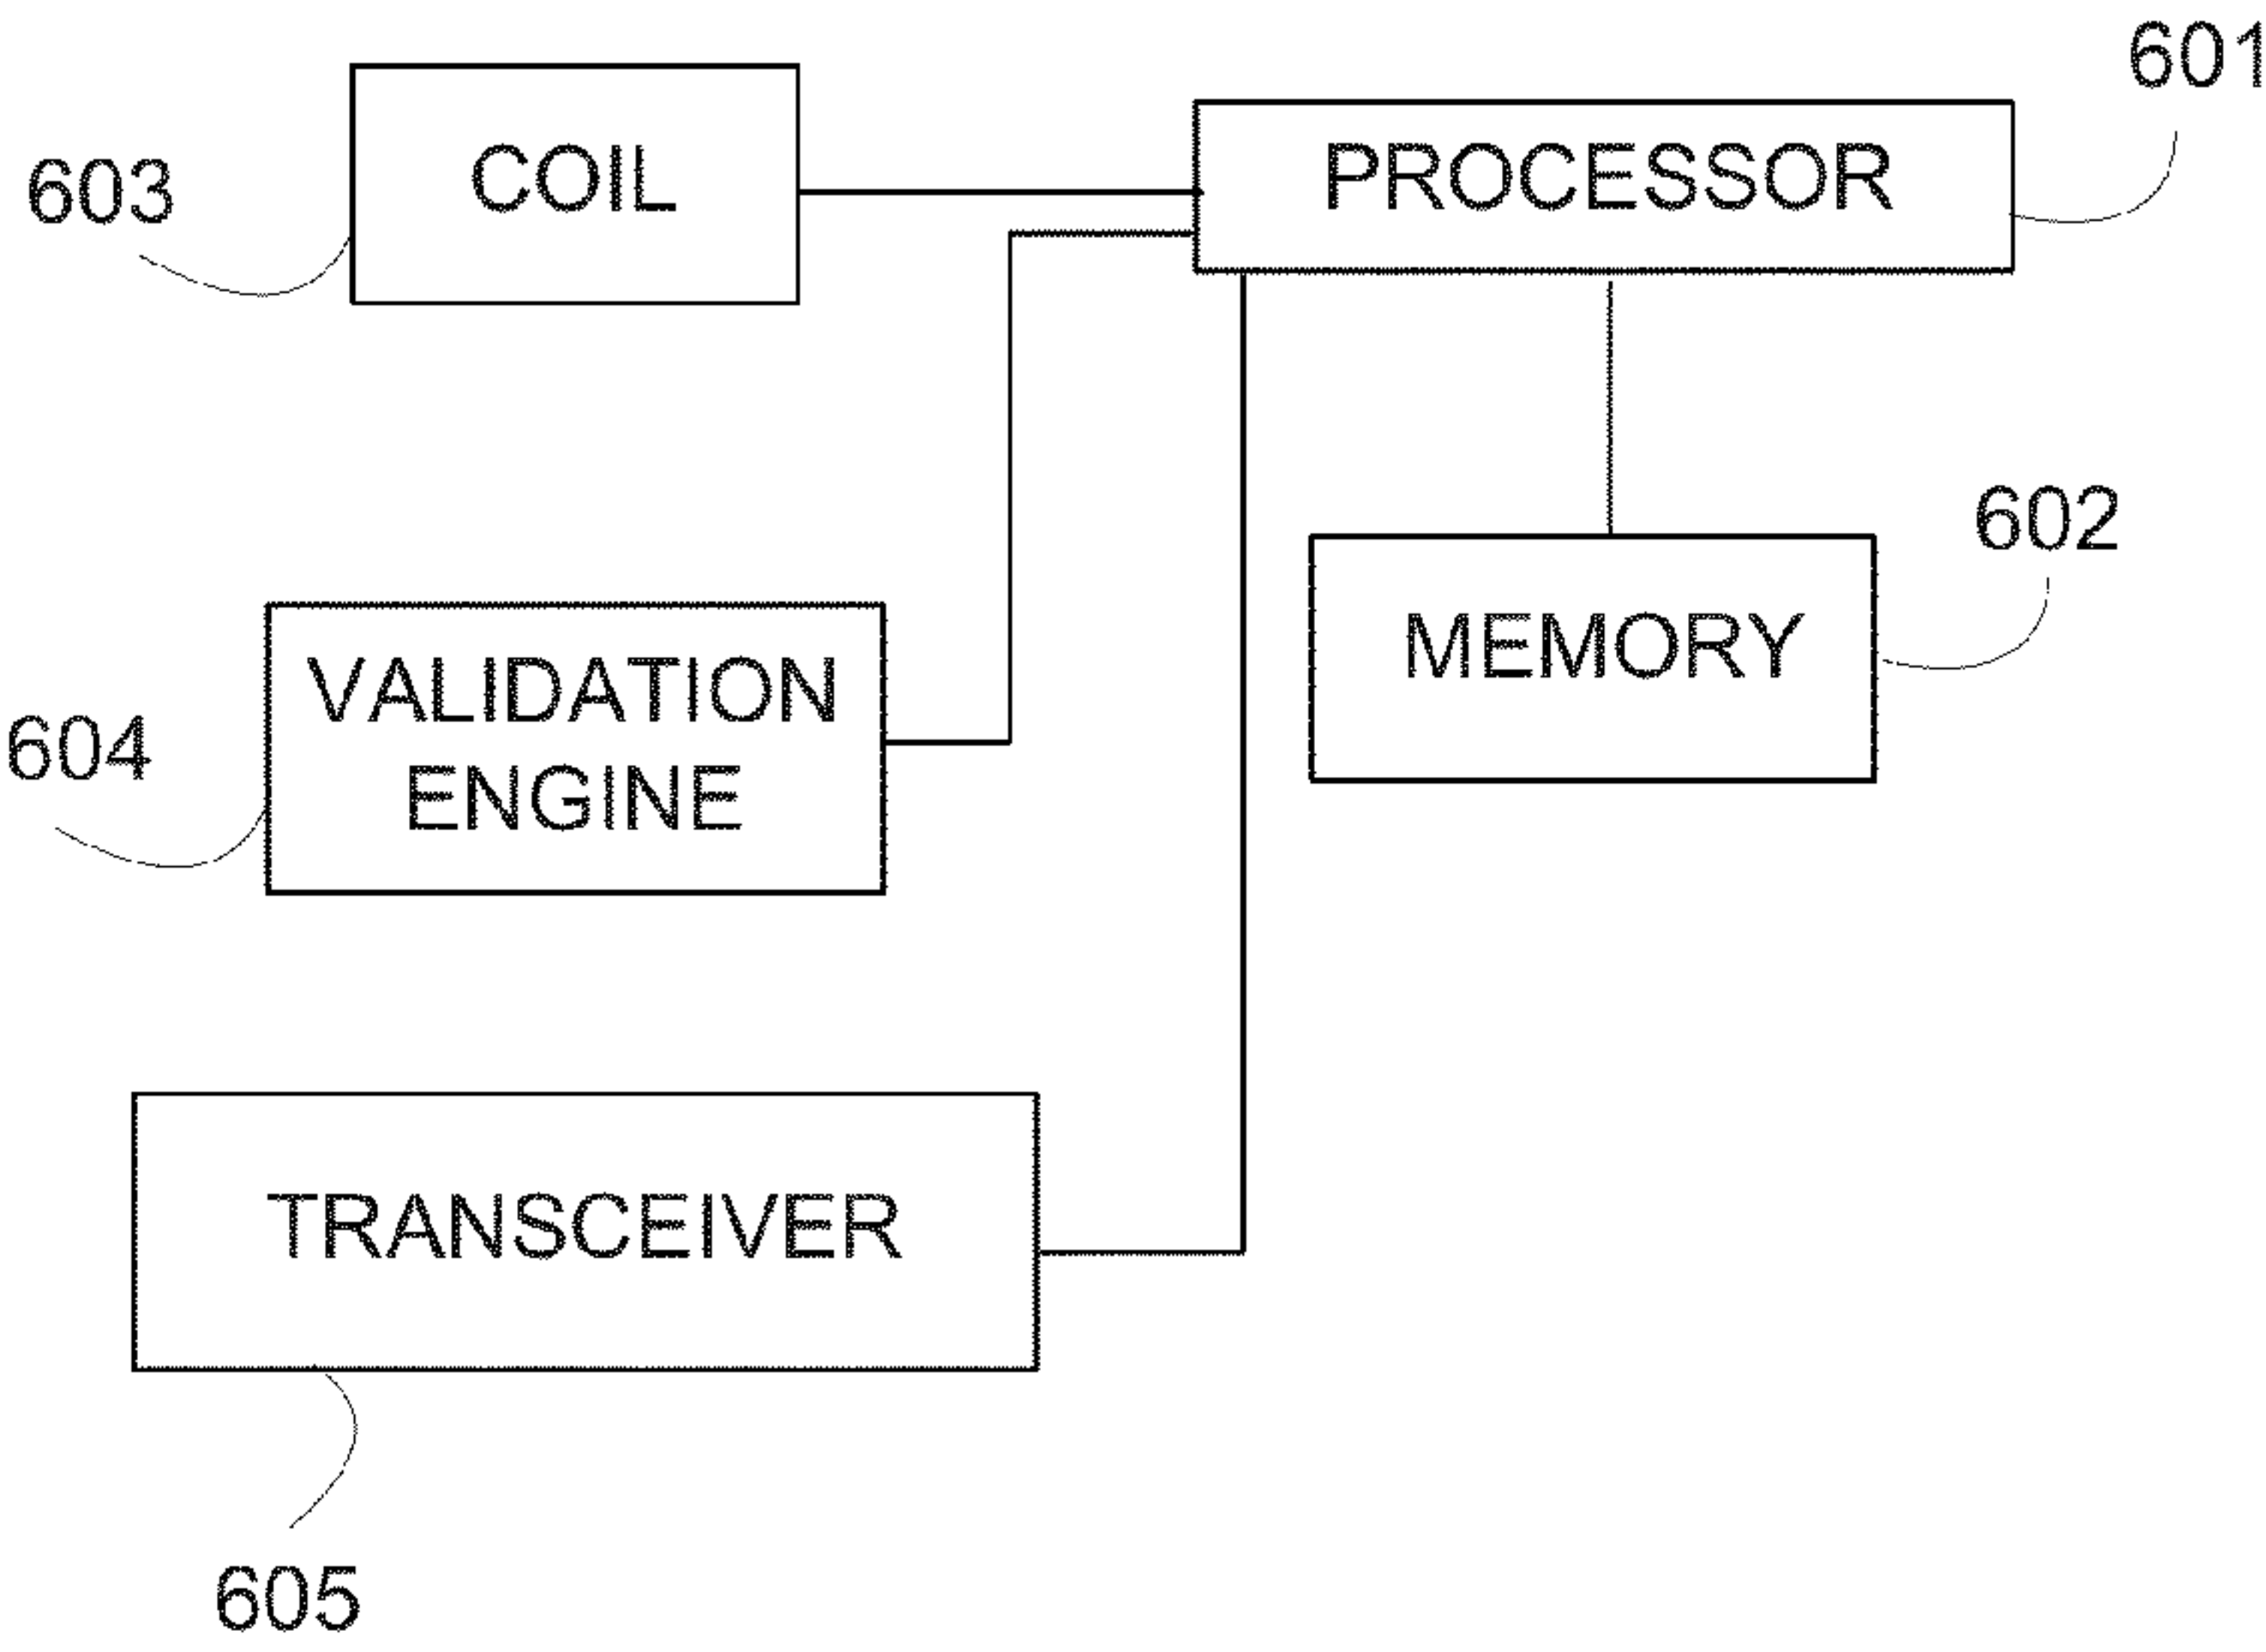 601
COIL
PROCESSOR
603
602
MEMORY
VALIDATION
ENGINE
604
TRANSCEIVER
605